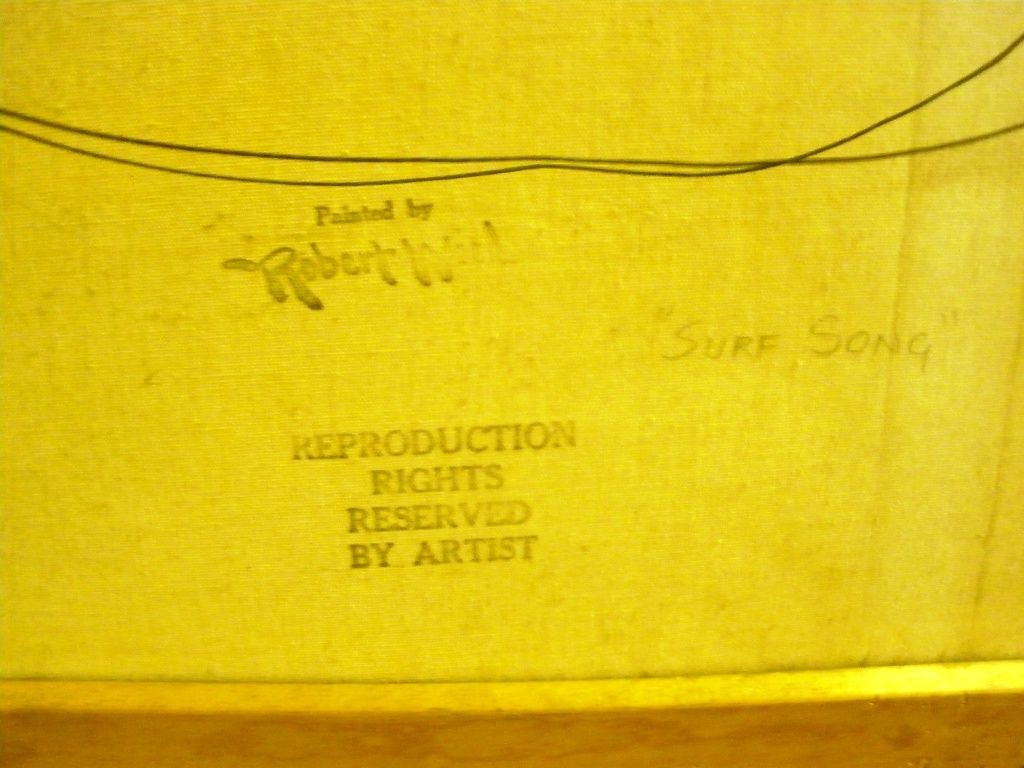 Painted by
Robert
"SURF SONG"
REPRODUCTION
RIGHTS
RESERVED
BY ARTIST